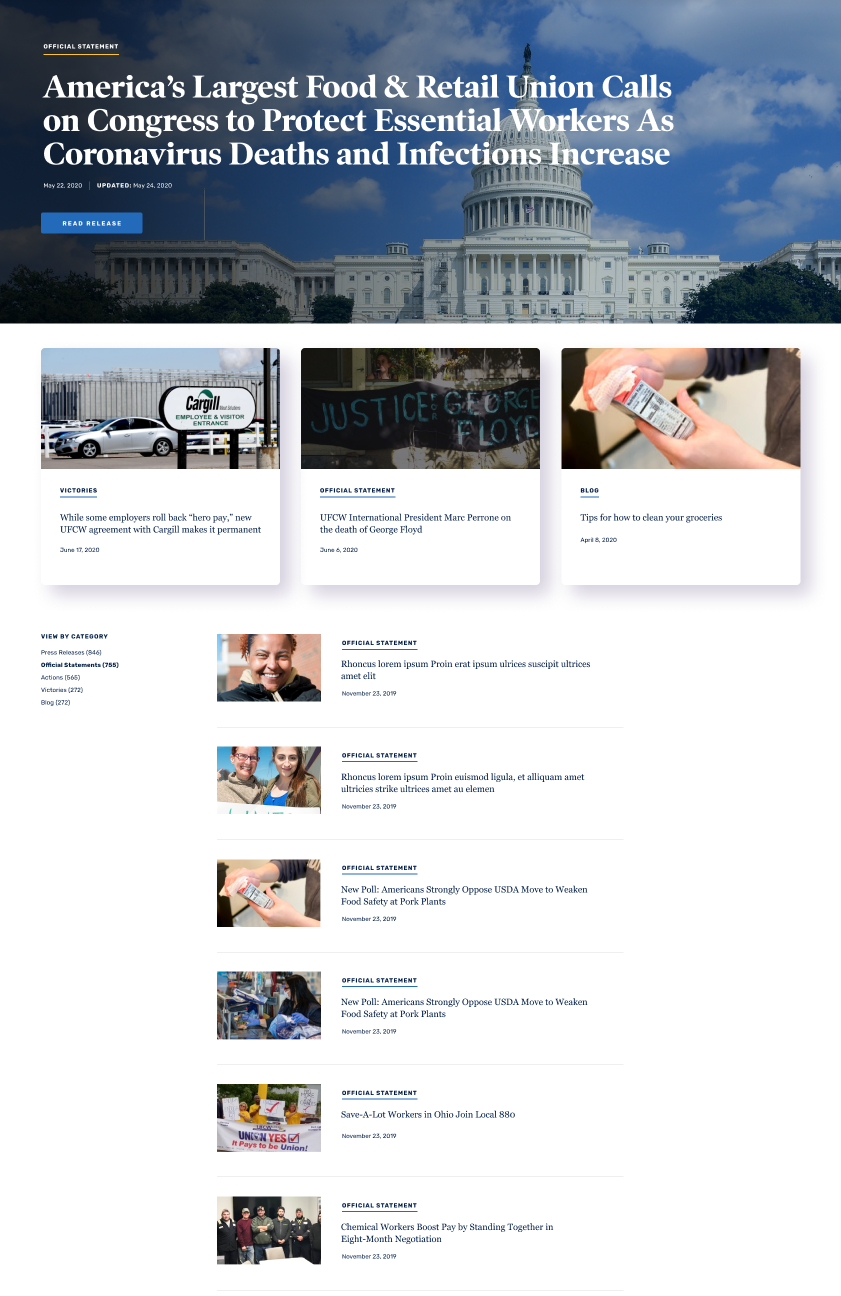 OFFICIAL STATEMENT
America’s Largest Food & Retail Union Calls
on Congress to Protect Essential Workers As
Coronavirus Deaths and Infections Increase
May 22, 2020 | UPDATED: May 24, 2020
READ RELEASE
Cargill
EMPLOYEE & VISITOR
ENTRANCE
VICTORIES
While some employers roll back “hero pay,” new
UFCW agreement with Cargill makes it permanent
June 17, 2020
JUSTICE FOR GEORGE
FLOYD
OFFICIAL STATEMENT
UFCW International President Marc Perrone on
the death of George Floyd
June 6, 2020
BLOG
Tips for how to clean your groceries
April 8, 2020
VIEW BY CATEGORY
Press Releases (846)
Official Statements (755)
Actions (565)
Victories (272)
Blog (272)
OFFICIAL STATEMENT
Rhoncus lorem ipsum Proin erat ipsum ulrices suscipit ultrices
amet elit
November 23, 2019
OFFICIAL STATEMENT
Rhoncus lorem ipsum Proin euismod ligula, et alliquam amet
ultricies strike ultrices amet au elemen
November 23, 2019
OFFICIAL STATEMENT
New Poll: Americans Strongly Oppose USDA Move to Weaken
Food Safety at Pork Plants
November 23, 2019
OFFICIAL STATEMENT
New Poll: Americans Strongly Oppose USDA Move to Weaken
Food Safety at Pork Plants
November 23, 2019
UNION YES
It Pays to be Union!
OFFICIAL STATEMENT
Save-A-Lot Workers in Ohio Join Local 880
November 23, 2019
OFFICIAL STATEMENT
Chemical Workers Boost Pay by Standing Together in
Eight-Month Negotiation
November 23, 2019